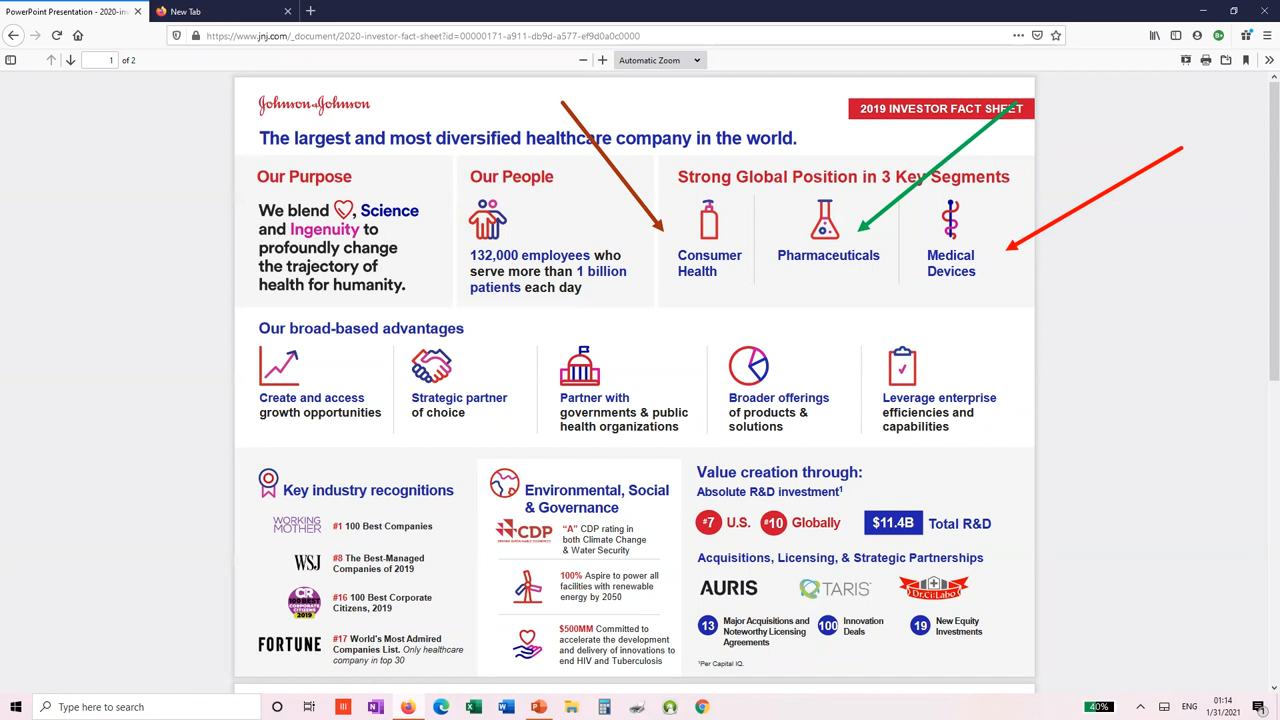 PowerPoint Presentation - 2020-in
New Tab
https://www.jnj.com/_document/2020-investor-fact-sheet?id=00000171-a911-db9d-a577-ef9d0a0c0000
1 of 2
Automatic Zoom
Johnson & Johnson
2019 INVESTOR FACT SHEET
The largest and most diversified healthcare company in the world.
Our Purpose
We blend , Science
and Ingenuity to
profoundly change
the trajectory of
health for humanity.
Our People
132,000 employees who
serve more than 1 billion
patients each day
Strong Global Position in 3 Key Segments
Consumer
Health
Pharmaceuticals
Medical
Devices
Our broad-based advantages
Create and access
growth opportunities
Strategic partner
of choice
Partner with
governments & public
health organizations
Broader offerings
of products &
solutions
Leverage enterprise
efficiencies and
capabilities
Key industry recognitions
WORKING
MOTHER
#1 100 Best Companies
WSJ
#8 The Best-Managed
Companies of 2019
CR
100 BEST
CORPORATE
CITIZENS
2019
#16 100 Best Corporate
Citizens, 2019
FORTUNE
#17 World's Most Admired
Companies List. Only healthcare
company in top 30
Environmental, Social
& Governance
CDP
“A” CDP rating in
both Climate Change
& Water Security
100% Aspire to power all
facilities with renewable
energy by 2050
$500MM Committed to
accelerate the development
and delivery of innovations to
end HIV and Tuberculosis
Value creation through:
Absolute R&D investment¹
#7 U.S. #10 Globally $11.4B Total R&D
Acquisitions, Licensing, & Strategic Partnerships
AURIS
TARIS
Dr.Ci:Labo
13 Major Acquisitions and
Noteworthy Licensing
Agreements
100 Innovation
Deals
19 New Equity
Investments
¹Per Capital IQ.
Type here to search
40%
ENG
01:14
1/31/2021